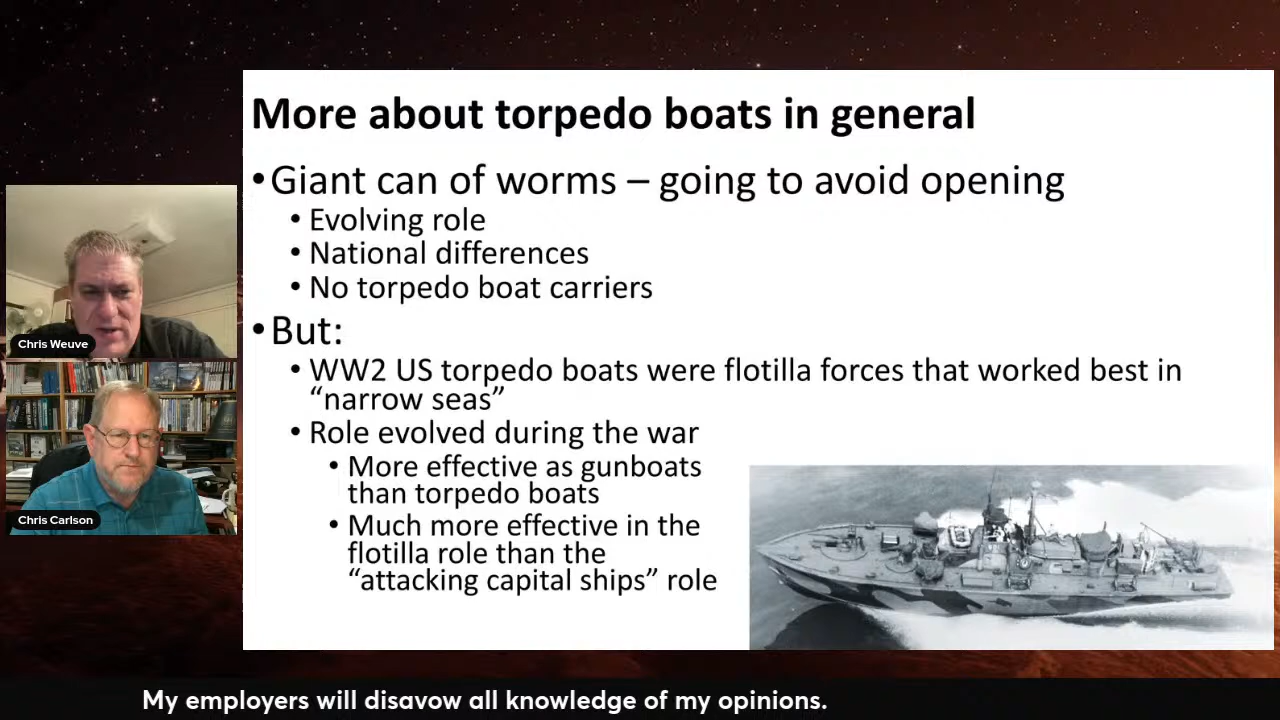 More about torpedo boats in general
•Giant can of worms – going to avoid opening
• Evolving role
• National differences
• No torpedo boat carriers
•But:
• WW2 US torpedo boats were flotilla forces that worked best in
“narrow seas”
• Role evolved during the war
• More effective as gunboats
than torpedo boats
• Much more effective in the
flotilla role than the
“attacking capital ships” role
Chris Weuve
Chris Carlson
My employers will disavow all knowledge of my opinions.